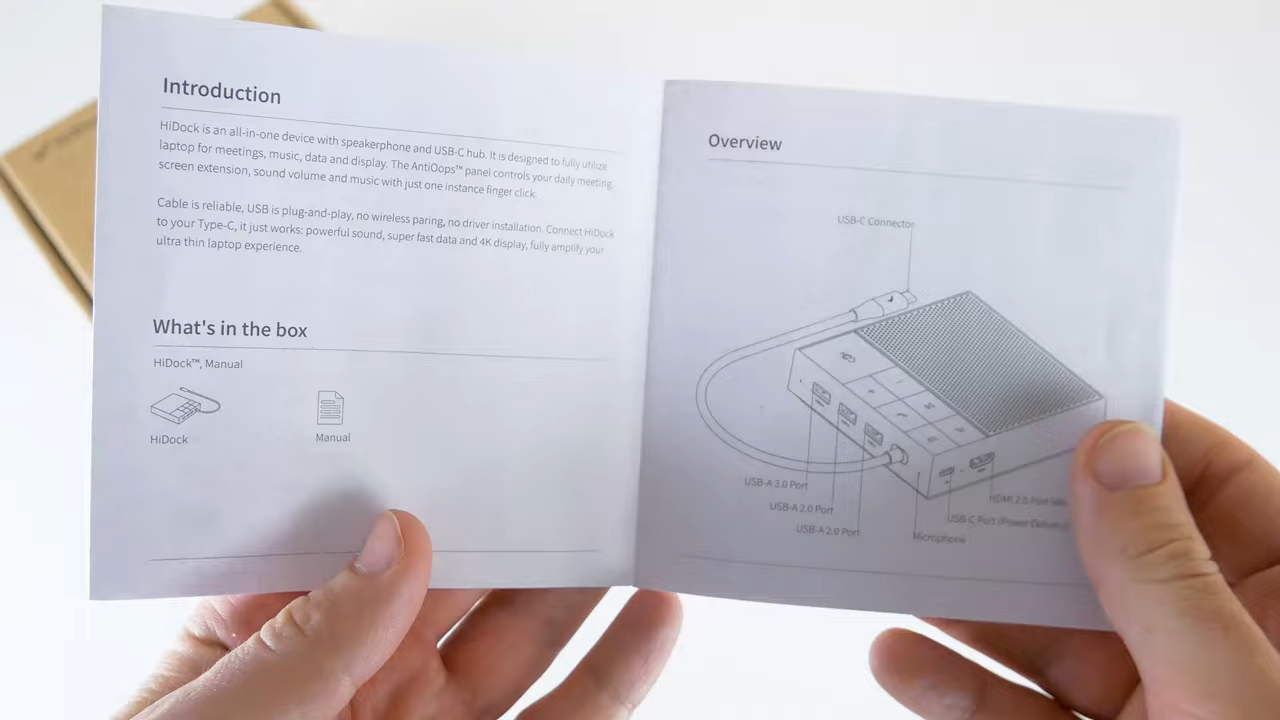 Introduction
HiDock is an all-in-one device with speakerphone and USB-C hub. It is designed to fully utilize
laptop for meetings, music, data and display. The AntiOops™ panel controls your daily meeting,
screen extension, sound volume and music with just one instance finger click.
Cable is reliable, USB is plug-and-play, no wireless paring, no driver installation. Connect HiDock
to your Type-C, it just works: powerful sound, super fast data and 4K display, fully amplify your
ultra thin laptop experience.
What's in the box
HiDock™, Manual
HiDock
Manual
Overview
USB-C Connector
USB-A 3.0 Port
USB-A 2.0 Port
USB-A 2.0 Port
HDMI 2.0 Port
USB-C Port (Power Delivery
Microphone